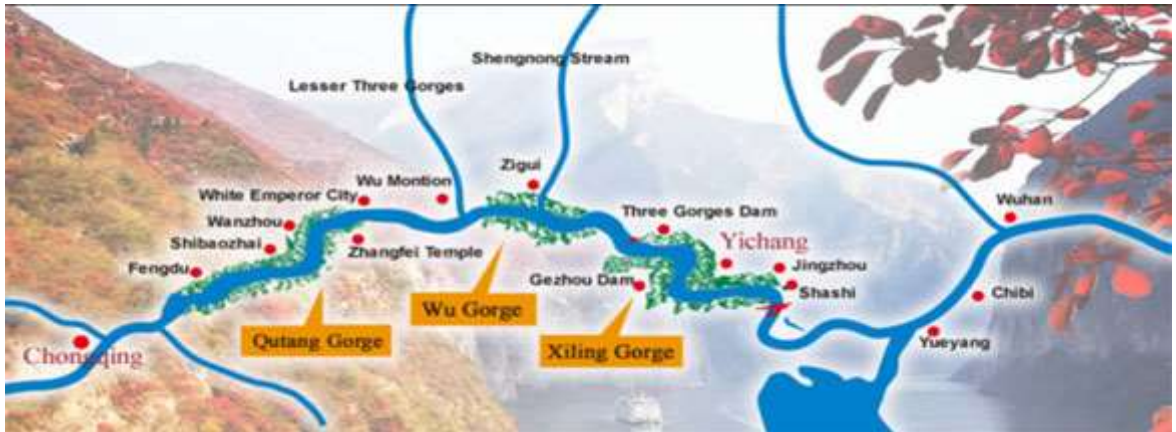 Shengnong Stream
Lesser Three Gorges
Zigui
Wu Montion
White Emperor City
Wanzhou
Shibaozhai
Fengdu
Zhangfei Temple
Three Gorges Dam
Yichang
Wuhan
Gezhou Dam
Jingzhou
Shashi
Chibi
Wu Gorge
Qutang Gorge
Xiling Gorge
Yueyang
Chongqing